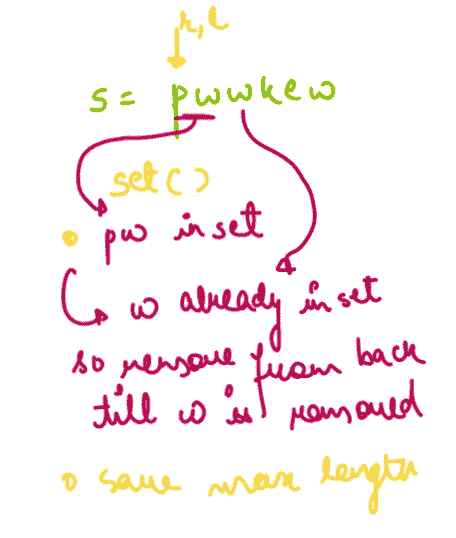 r, l
s = pwwkew
set()
• pw in set
w already in set
so remove from back
till w is removed
• save max length